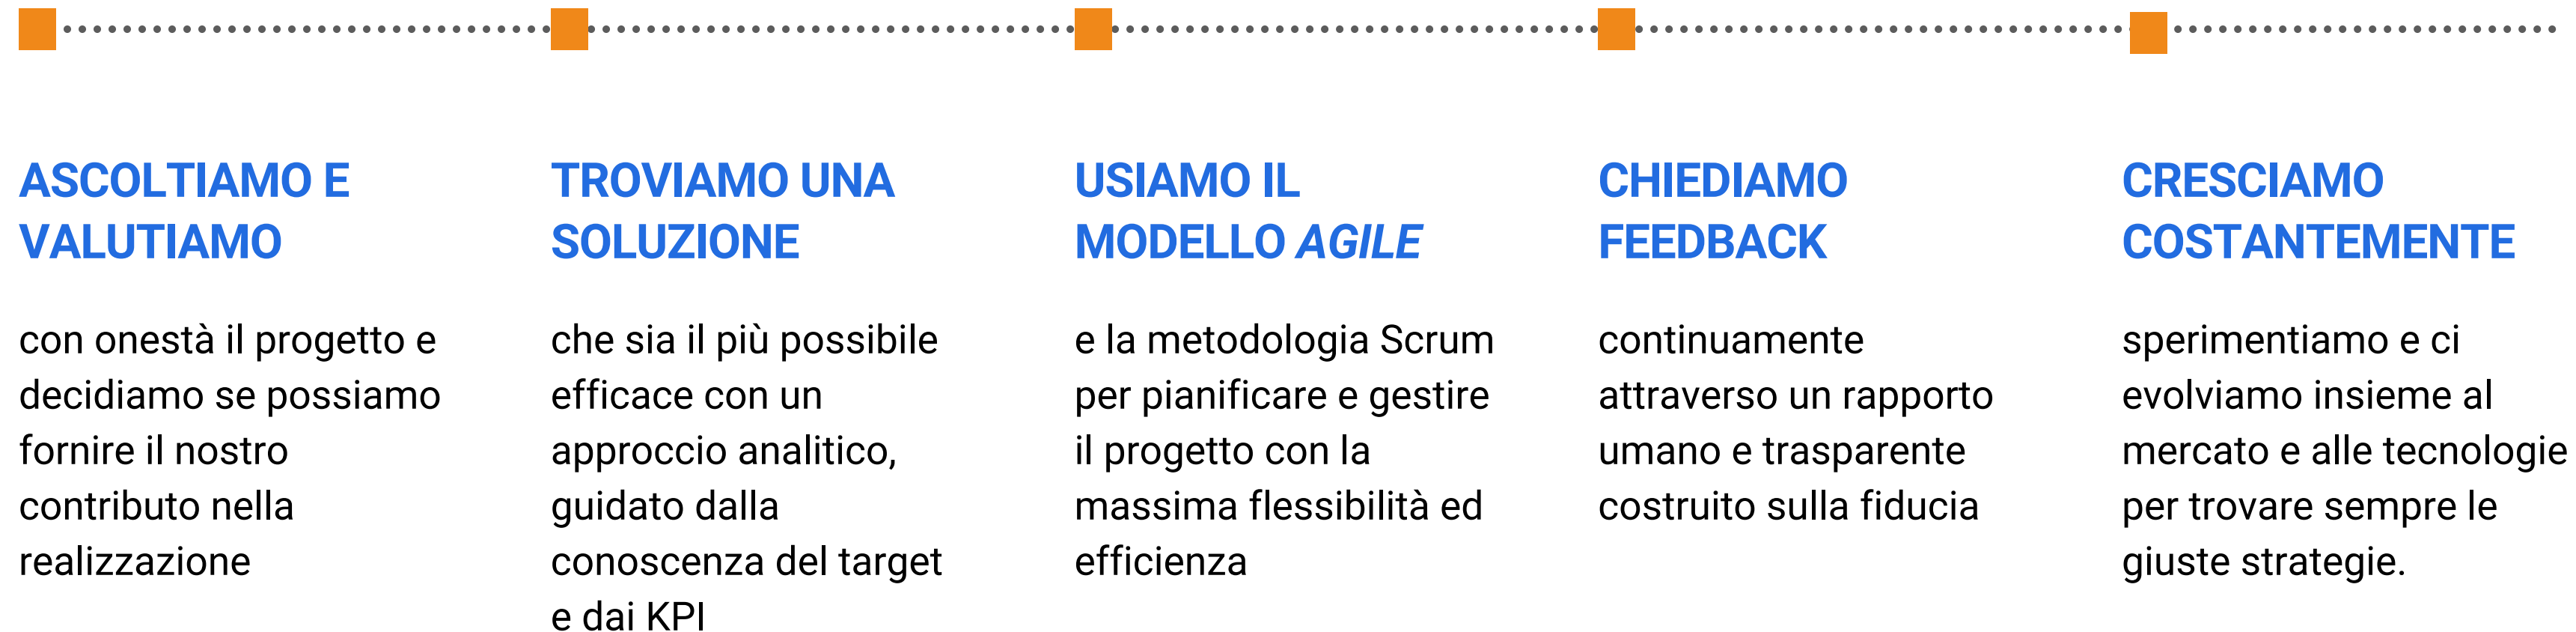 ASCOLTIAMO E
VALUTIAMO
con onestà il progetto e
decidiamo se possiamo
fornire il nostro
contributo nella
realizzazione
TROVIAMO UNA
SOLUZIONE
che sia il più possibile
efficace con un
approccio analitico,
guidato dalla
conoscenza del target
e dai KPI
USIAMO IL
MODELLO AGILE
e la metodologia Scrum
per pianificare e gestire
il progetto con la
massima flessibilità ed
efficienza
CHIEDIAMO
FEEDBACK
continuamente
attraverso un rapporto
umano e trasparente
costruito sulla fiducia
CRESCIAMO
COSTANTEMENTE
sperimentiamo e ci
evolviamo insieme al
mercato e alle tecnologie
per trovare sempre le
giuste strategie.